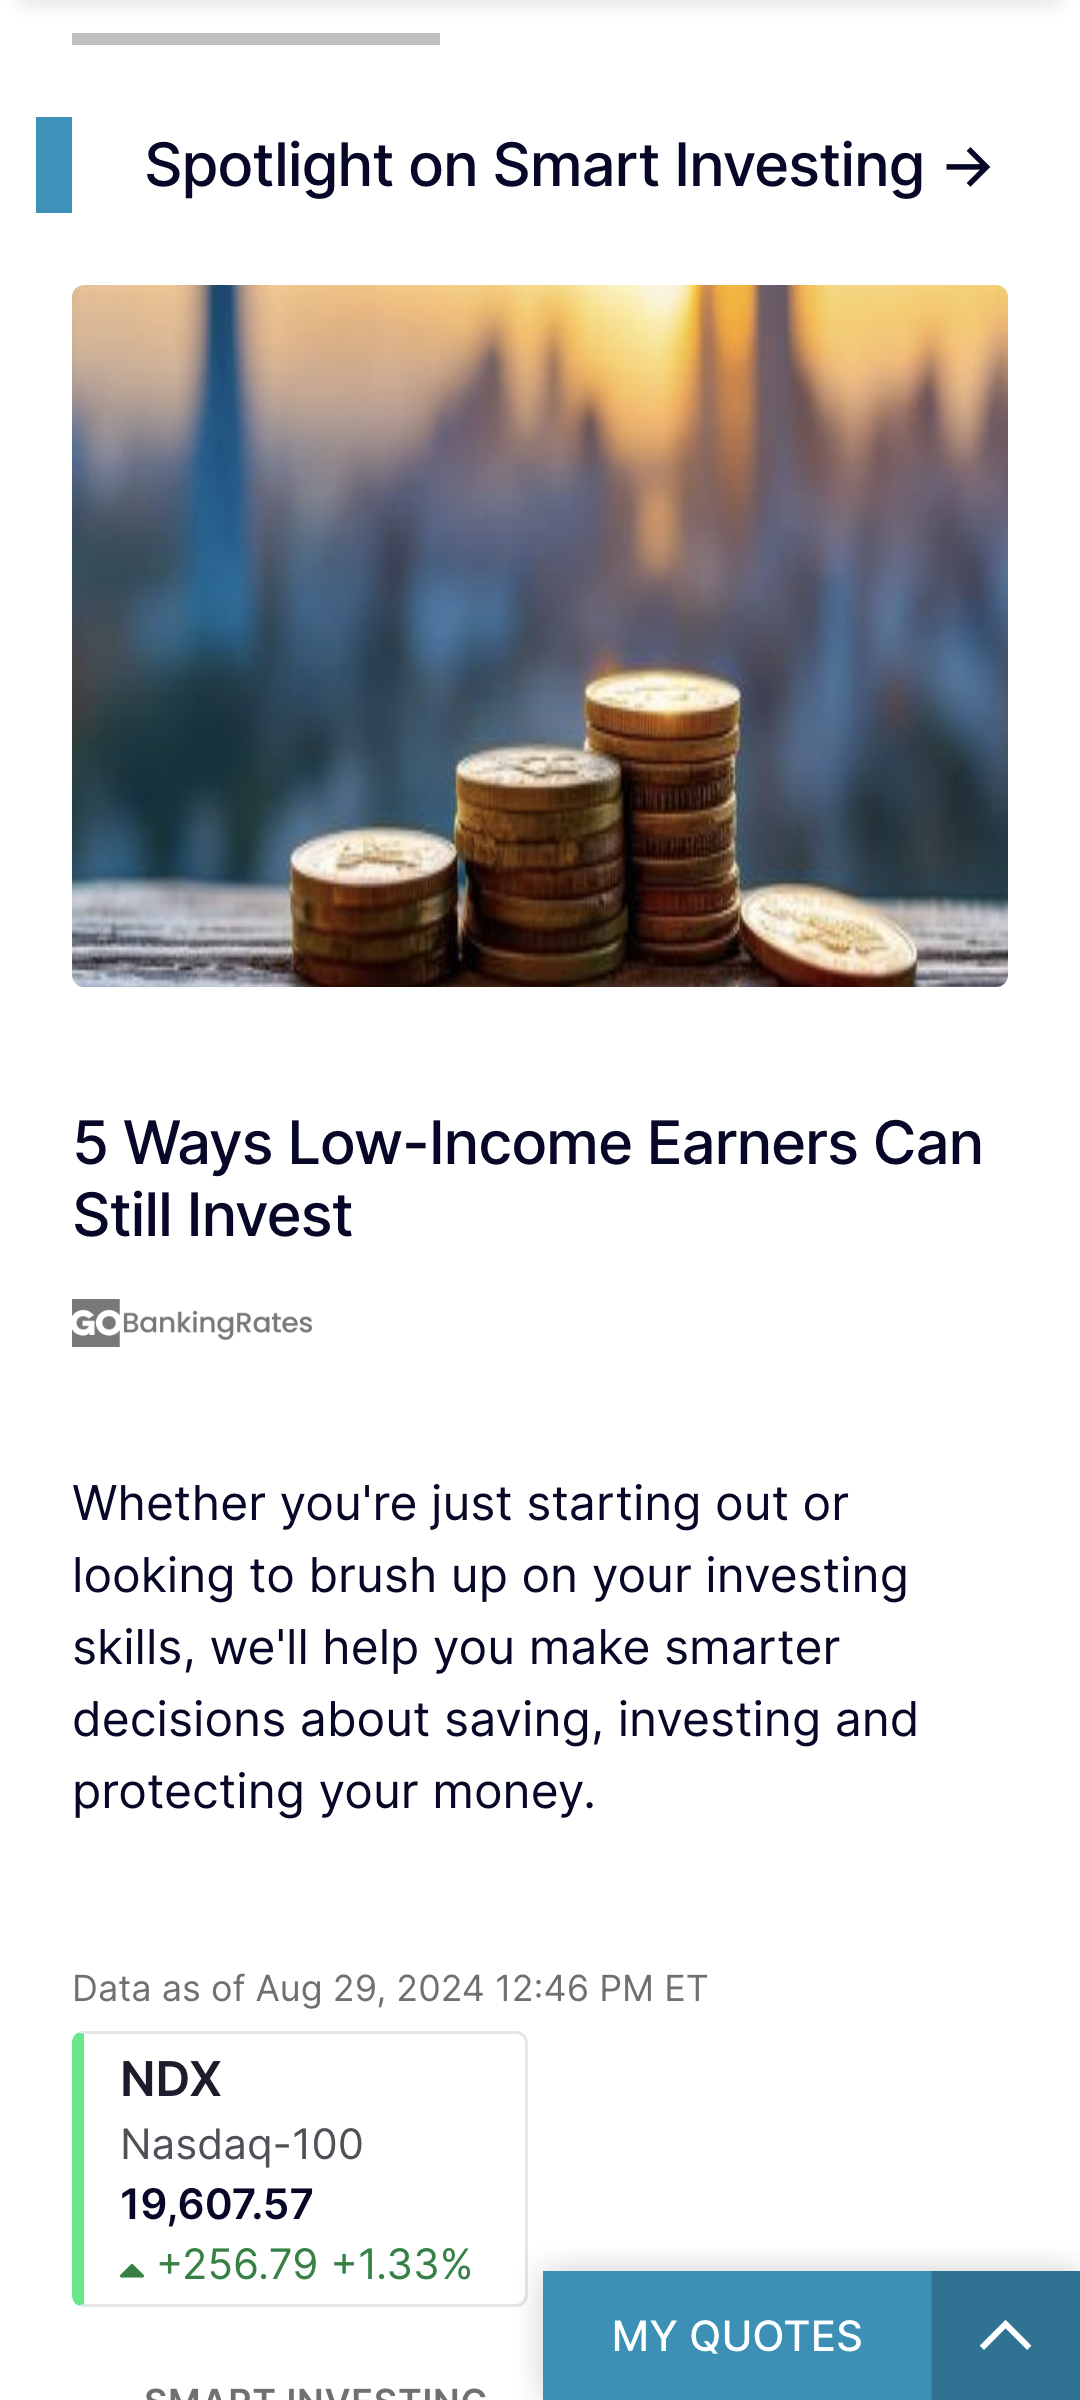 Spotlight on Smart Investing →
5 Ways Low-Income Earners Can
Still Invest
GOBankingRates
Whether you're just starting out or
looking to brush up on your investing
skills, we'll help you make smarter
decisions about saving, investing and
protecting your money.
Data as of Aug 29, 2024 12:46 PM ET
NDX
Nasdaq-100
19,607.57
+256.79 +1.33%
MY QUOTES
SMART INVESTING